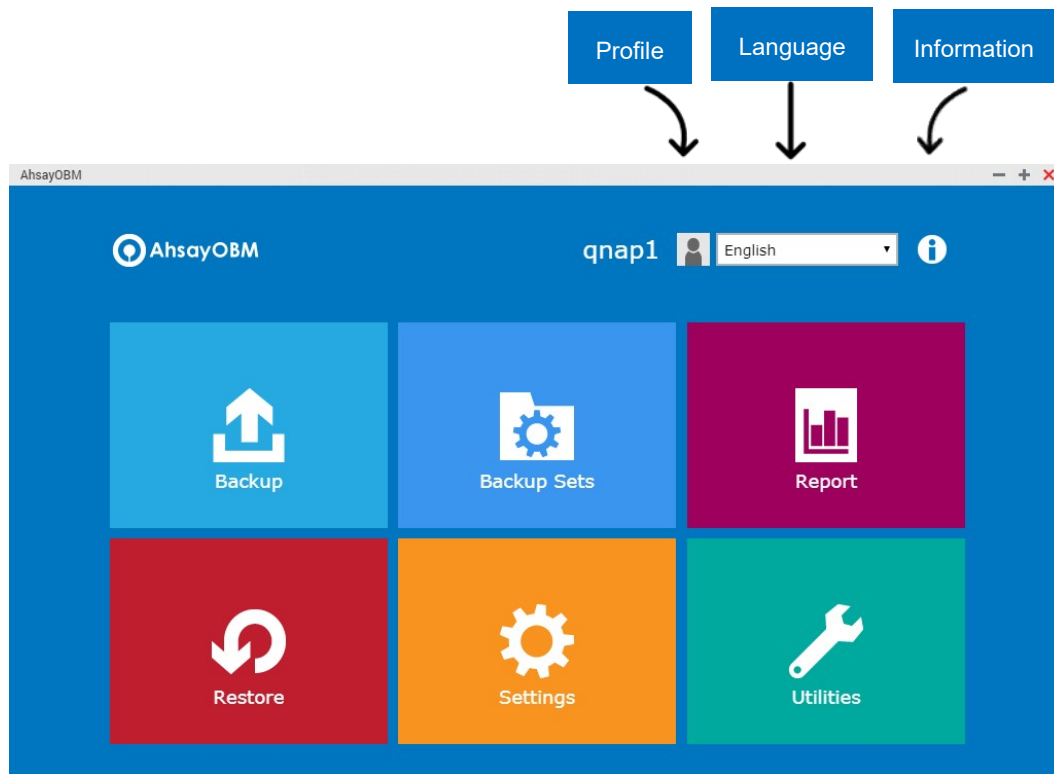 Profile
Language
Information
AhsayOBM
AhsayOBM
qnap1
English
Backup
Backup Sets
Report
Restore
Settings
Utilities